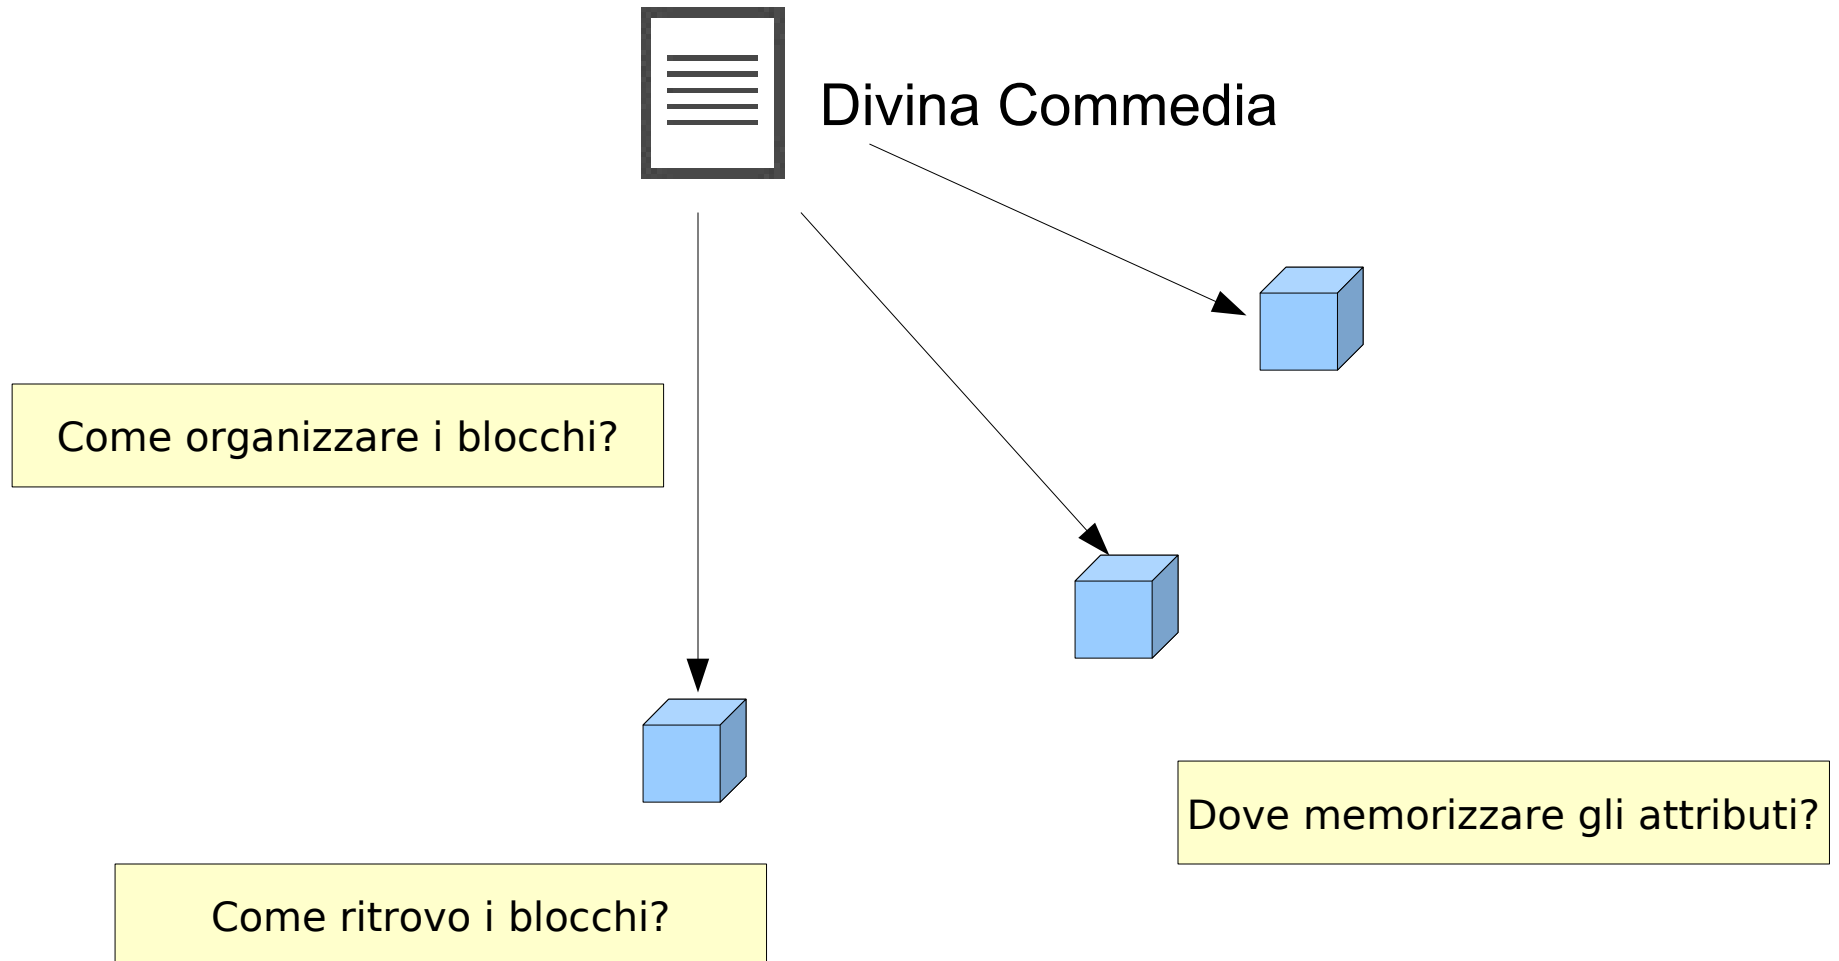 Divina Commedia
Come organizzare i blocchi?
Dove memorizzare gli attributi?
Come ritrovo i blocchi?